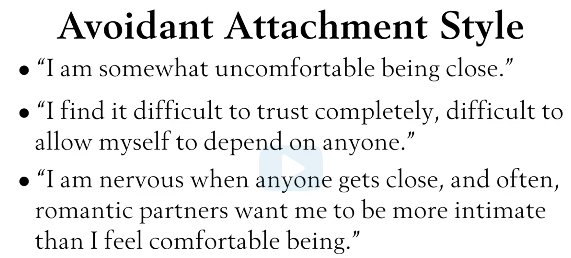 Avoidant Attachment Style
• “I am somewhat uncomfortable being close.”
• “I find it difficult to trust completely, difficult to
allow myself to depend on anyone.”
• “I am nervous when anyone gets close, and often,
romantic partners want me to be more intimate
than I feel comfortable being.”